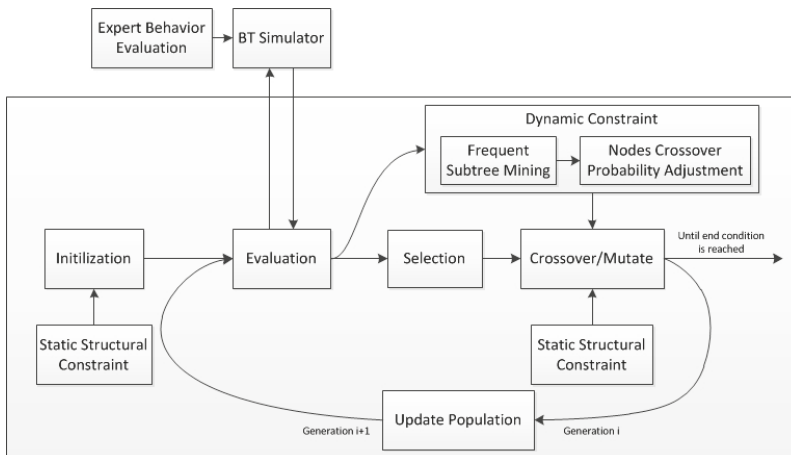 Expert Behavior
Evaluation
BT Simulator
Dynamic Constraint
Frequent
Subtree Mining
Nodes Crossover
Probability Adjustment
Initilization
Evaluation
Selection
Crossover/Mutate
Until end condition
is reached
Static Structural
Constraint
Static Structural
Constraint
Update Population
Generation i+1
Generation i